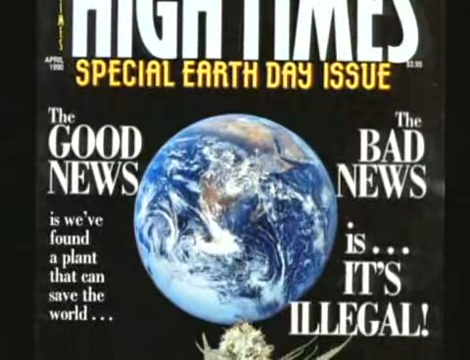 TIMES
HIGH TIMES
APRIL
1990
$3.95
SPECIAL EARTH DAY ISSUE
The
GOOD
NEWS
is we've
found
a plant
that can
save the
world . . .
The
BAD
NEWS
is . . .
IT'S
ILLEGAL!